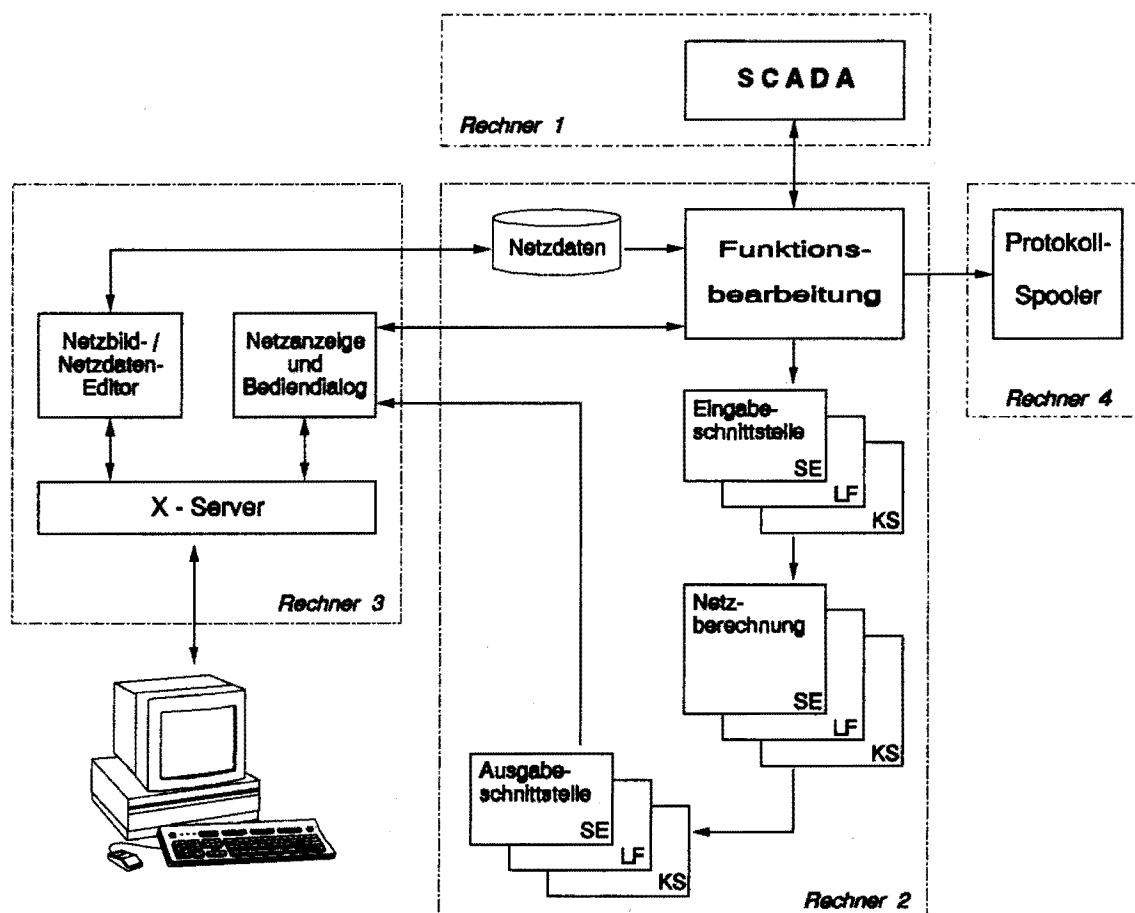 SCADA
Rechner 1
Netzdaten
Funktions-
bearbeitung
Protokoll-
Spooler
Rechner 4
Netzbild- /
Netzdaten-
Editor
Netzanzeige
und
Bediendialog
X - Server
Rechner 3
Eingabe-
schnittstelle
SE
LF
KS
Netz-
berechnung
SE
LF
KS
Ausgabe-
schnittstelle
SE
LF
KS
Rechner 2